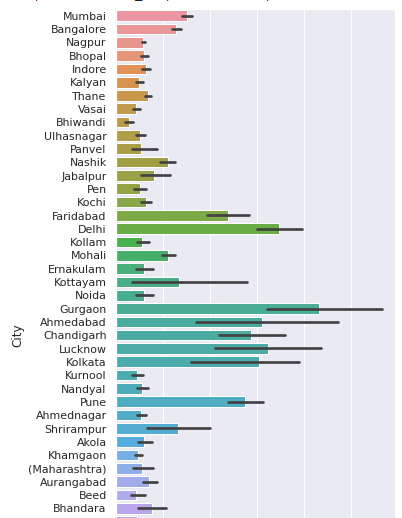 Mumbai
Bangalore
Nagpur
Bhopal
Indore
Kalyan
Thane
Vasai
Bhiwandi
Ulhasnagar
Panvel
Nashik
Jabalpur
Pen
Kochi
Faridabad
Delhi
Kollam
Mohali
Ernakulam
Kottayam
Noida
Gurgaon
Ahmedabad
Chandigarh
Lucknow
Kolkata
Kurnool
Nandyal
Pune
Ahmednagar
Shrirampur
Akola
Khamgaon
(Maharashtra)
Aurangabad
Beed
Bhandara
City